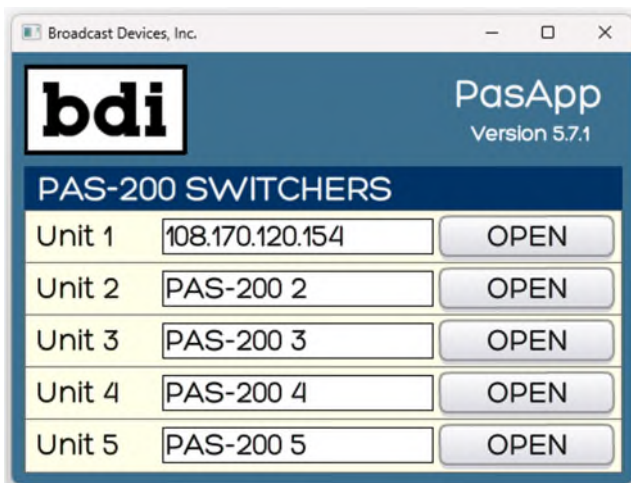 Broadcast Devices, Inc.
bdi
PasApp
Version 5.7.1
PAS-200 SWITCHERS
Unit 1 108.170.120.154 OPEN
Unit 2 PAS-200 2 OPEN
Unit 3 PAS-200 3 OPEN
Unit 4 PAS-200 4 OPEN
Unit 5 PAS-200 5 OPEN